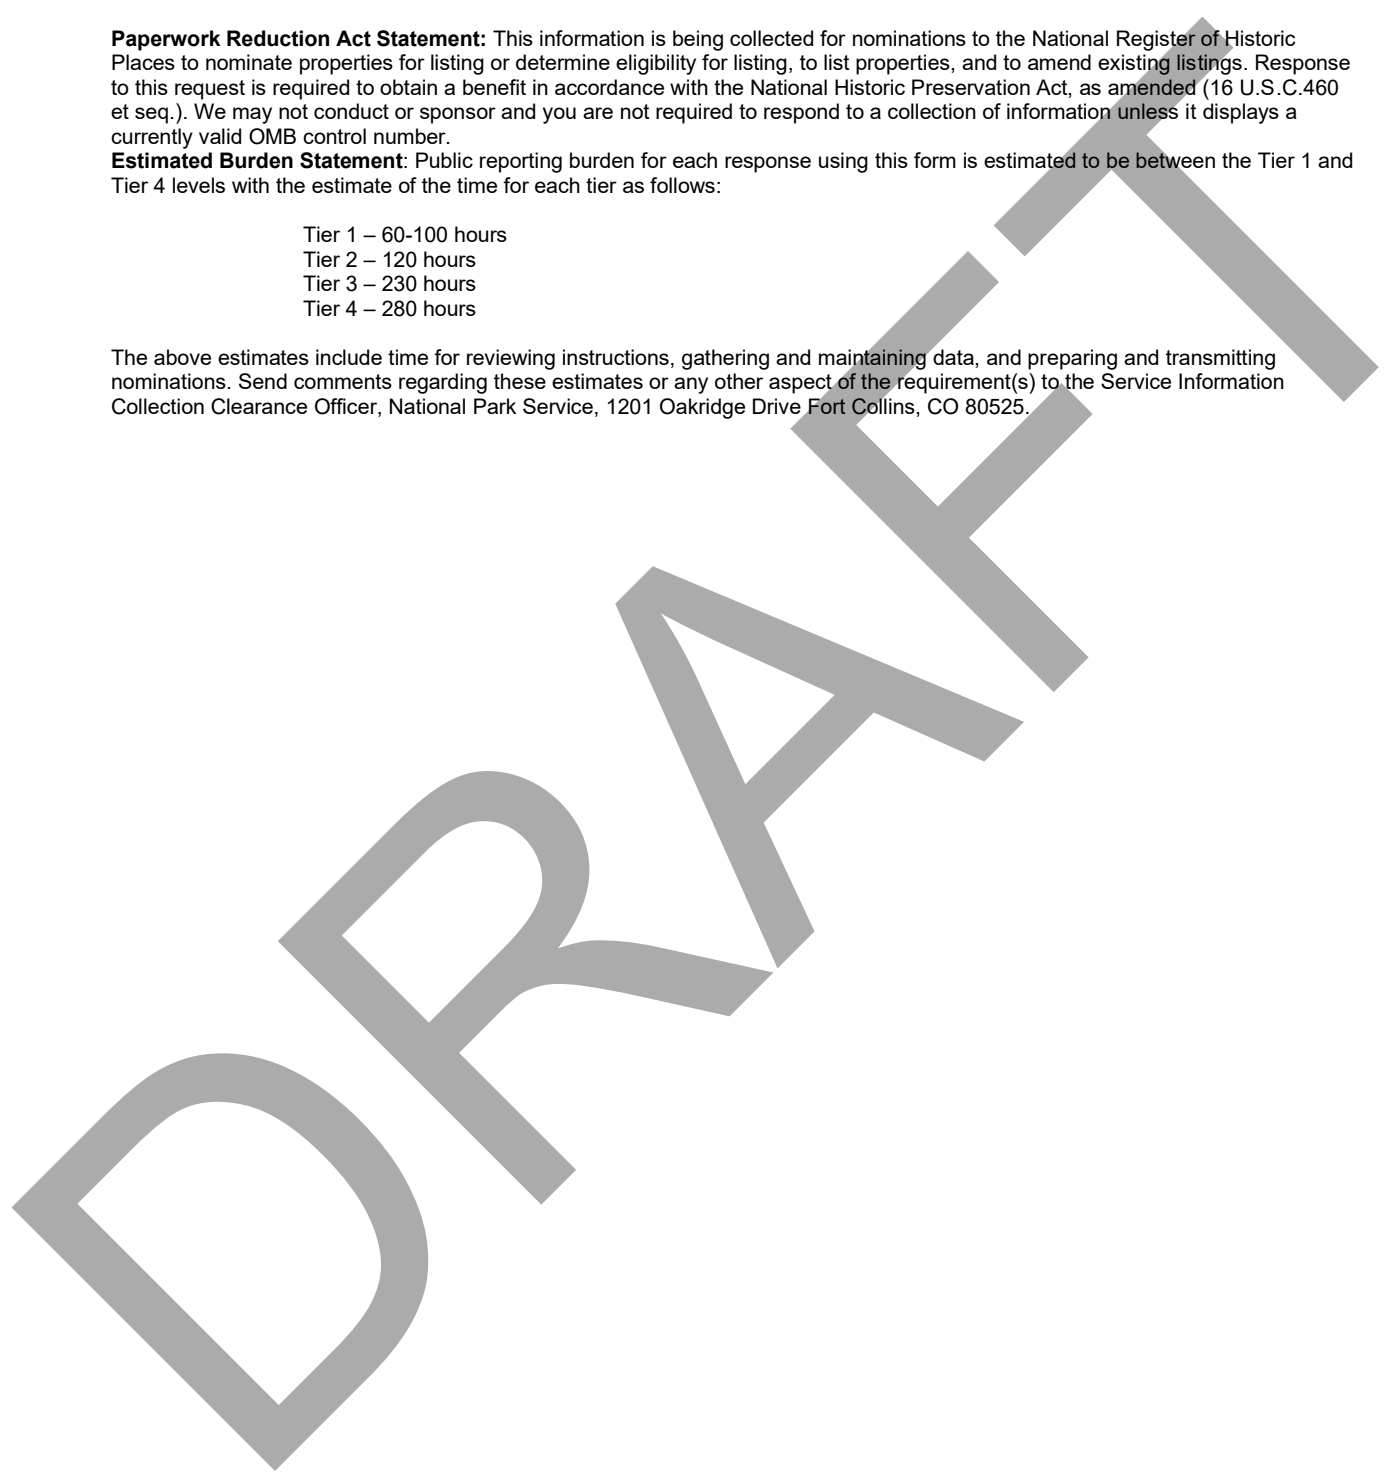 Paperwork Reduction Act Statement: This information is being collected for nominations to the National Register of Historic
Places to nominate properties for listing or determine eligibility for listing, to list properties, and to amend existing listings. Response
to this request is required to obtain a benefit in accordance with the National Historic Preservation Act, as amended (16 U.S.C.460
et seq.). We may not conduct or sponsor and you are not required to respond to a collection of information unless it displays a
currently valid OMB control number.
Estimated Burden Statement: Public reporting burden for each response using this form is estimated to be between the Tier 1 and
Tier 4 levels with the estimate of the time for each tier as follows:
Tier 1 – 60-100 hours
Tier 2 – 120 hours
Tier 3 – 230 hours
Tier 4 – 280 hours
The above estimates include time for reviewing instructions, gathering and maintaining data, and preparing and transmitting
nominations. Send comments regarding these estimates or any other aspect of the requirement(s) to the Service Information
Collection Clearance Officer, National Park Service, 1201 Oakridge Drive Fort Collins, CO 80525.
DRAFT